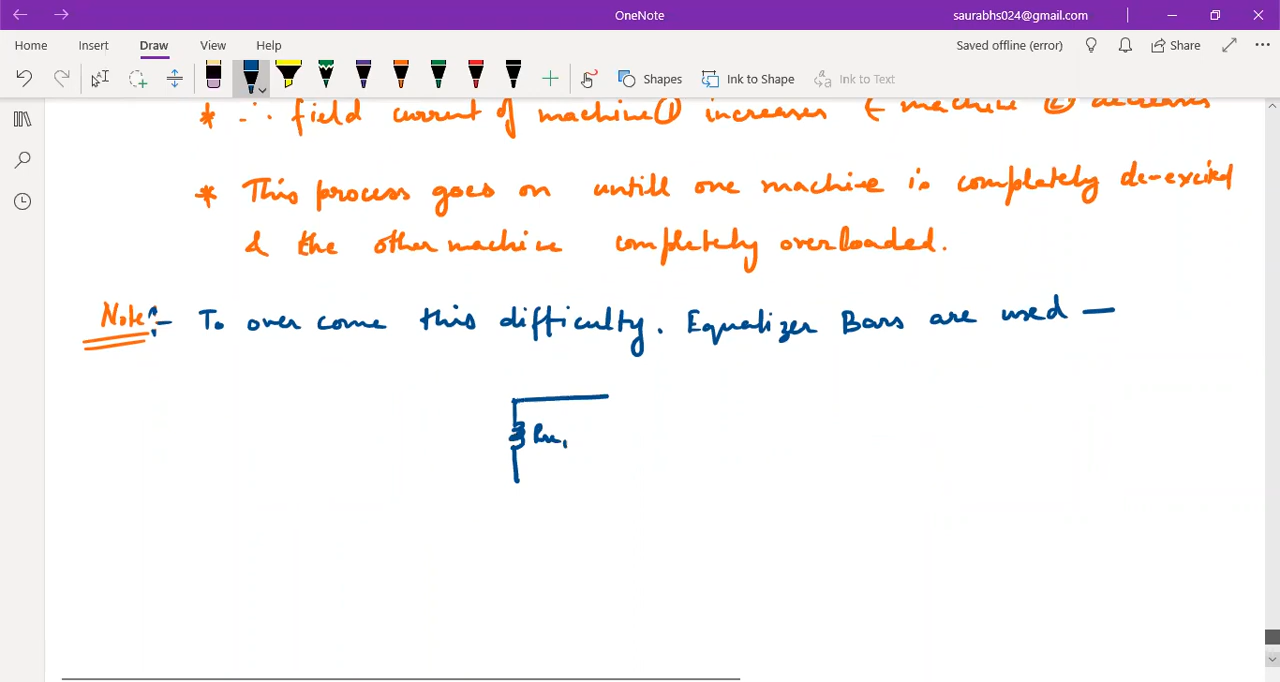 OneNote
saurabhs024@gmail.com
Home Insert Draw View Help
Saved offline (error) Share
Shapes Ink to Shape Ink to Text
* ∴ field current of machine① increases & machine ② decreases
* This process goes on untill one machine is completely de-excited
& the other machine completely overloaded.
Note:- To over come this difficulty. Equalizer Bars are used —